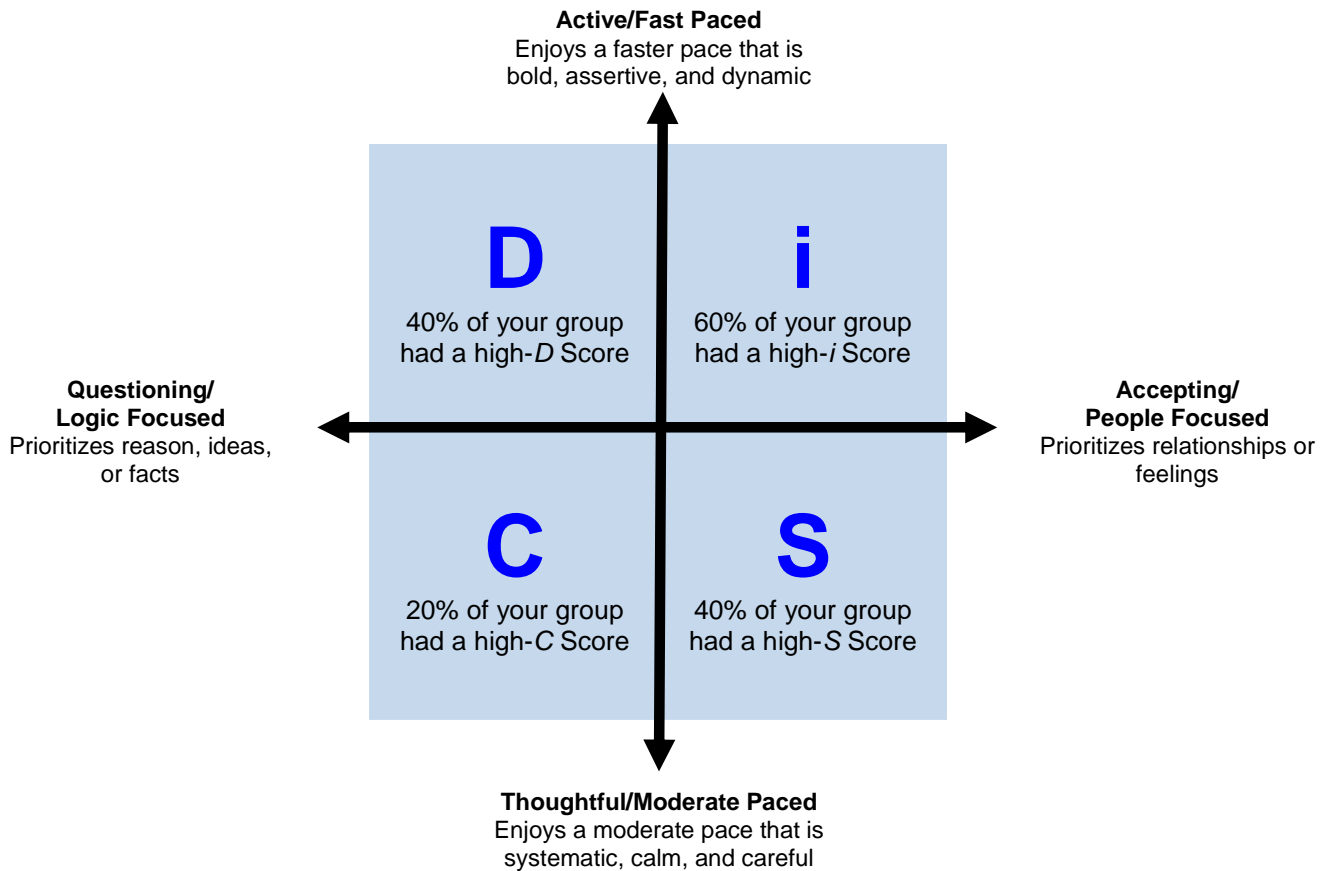 Active/Fast Paced
Enjoys a faster pace that is
bold, assertive, and dynamic
D
40% of your group
had a high-D Score
i
60% of your group
had a high-i Score
Questioning/
Logic Focused
Prioritizes reason, ideas,
or facts
Accepting/
People Focused
Prioritizes relationships or
feelings
C
20% of your group
had a high-C Score
S
40% of your group
had a high-S Score
Thoughtful/Moderate Paced
Enjoys a moderate pace that is
systematic, calm, and careful